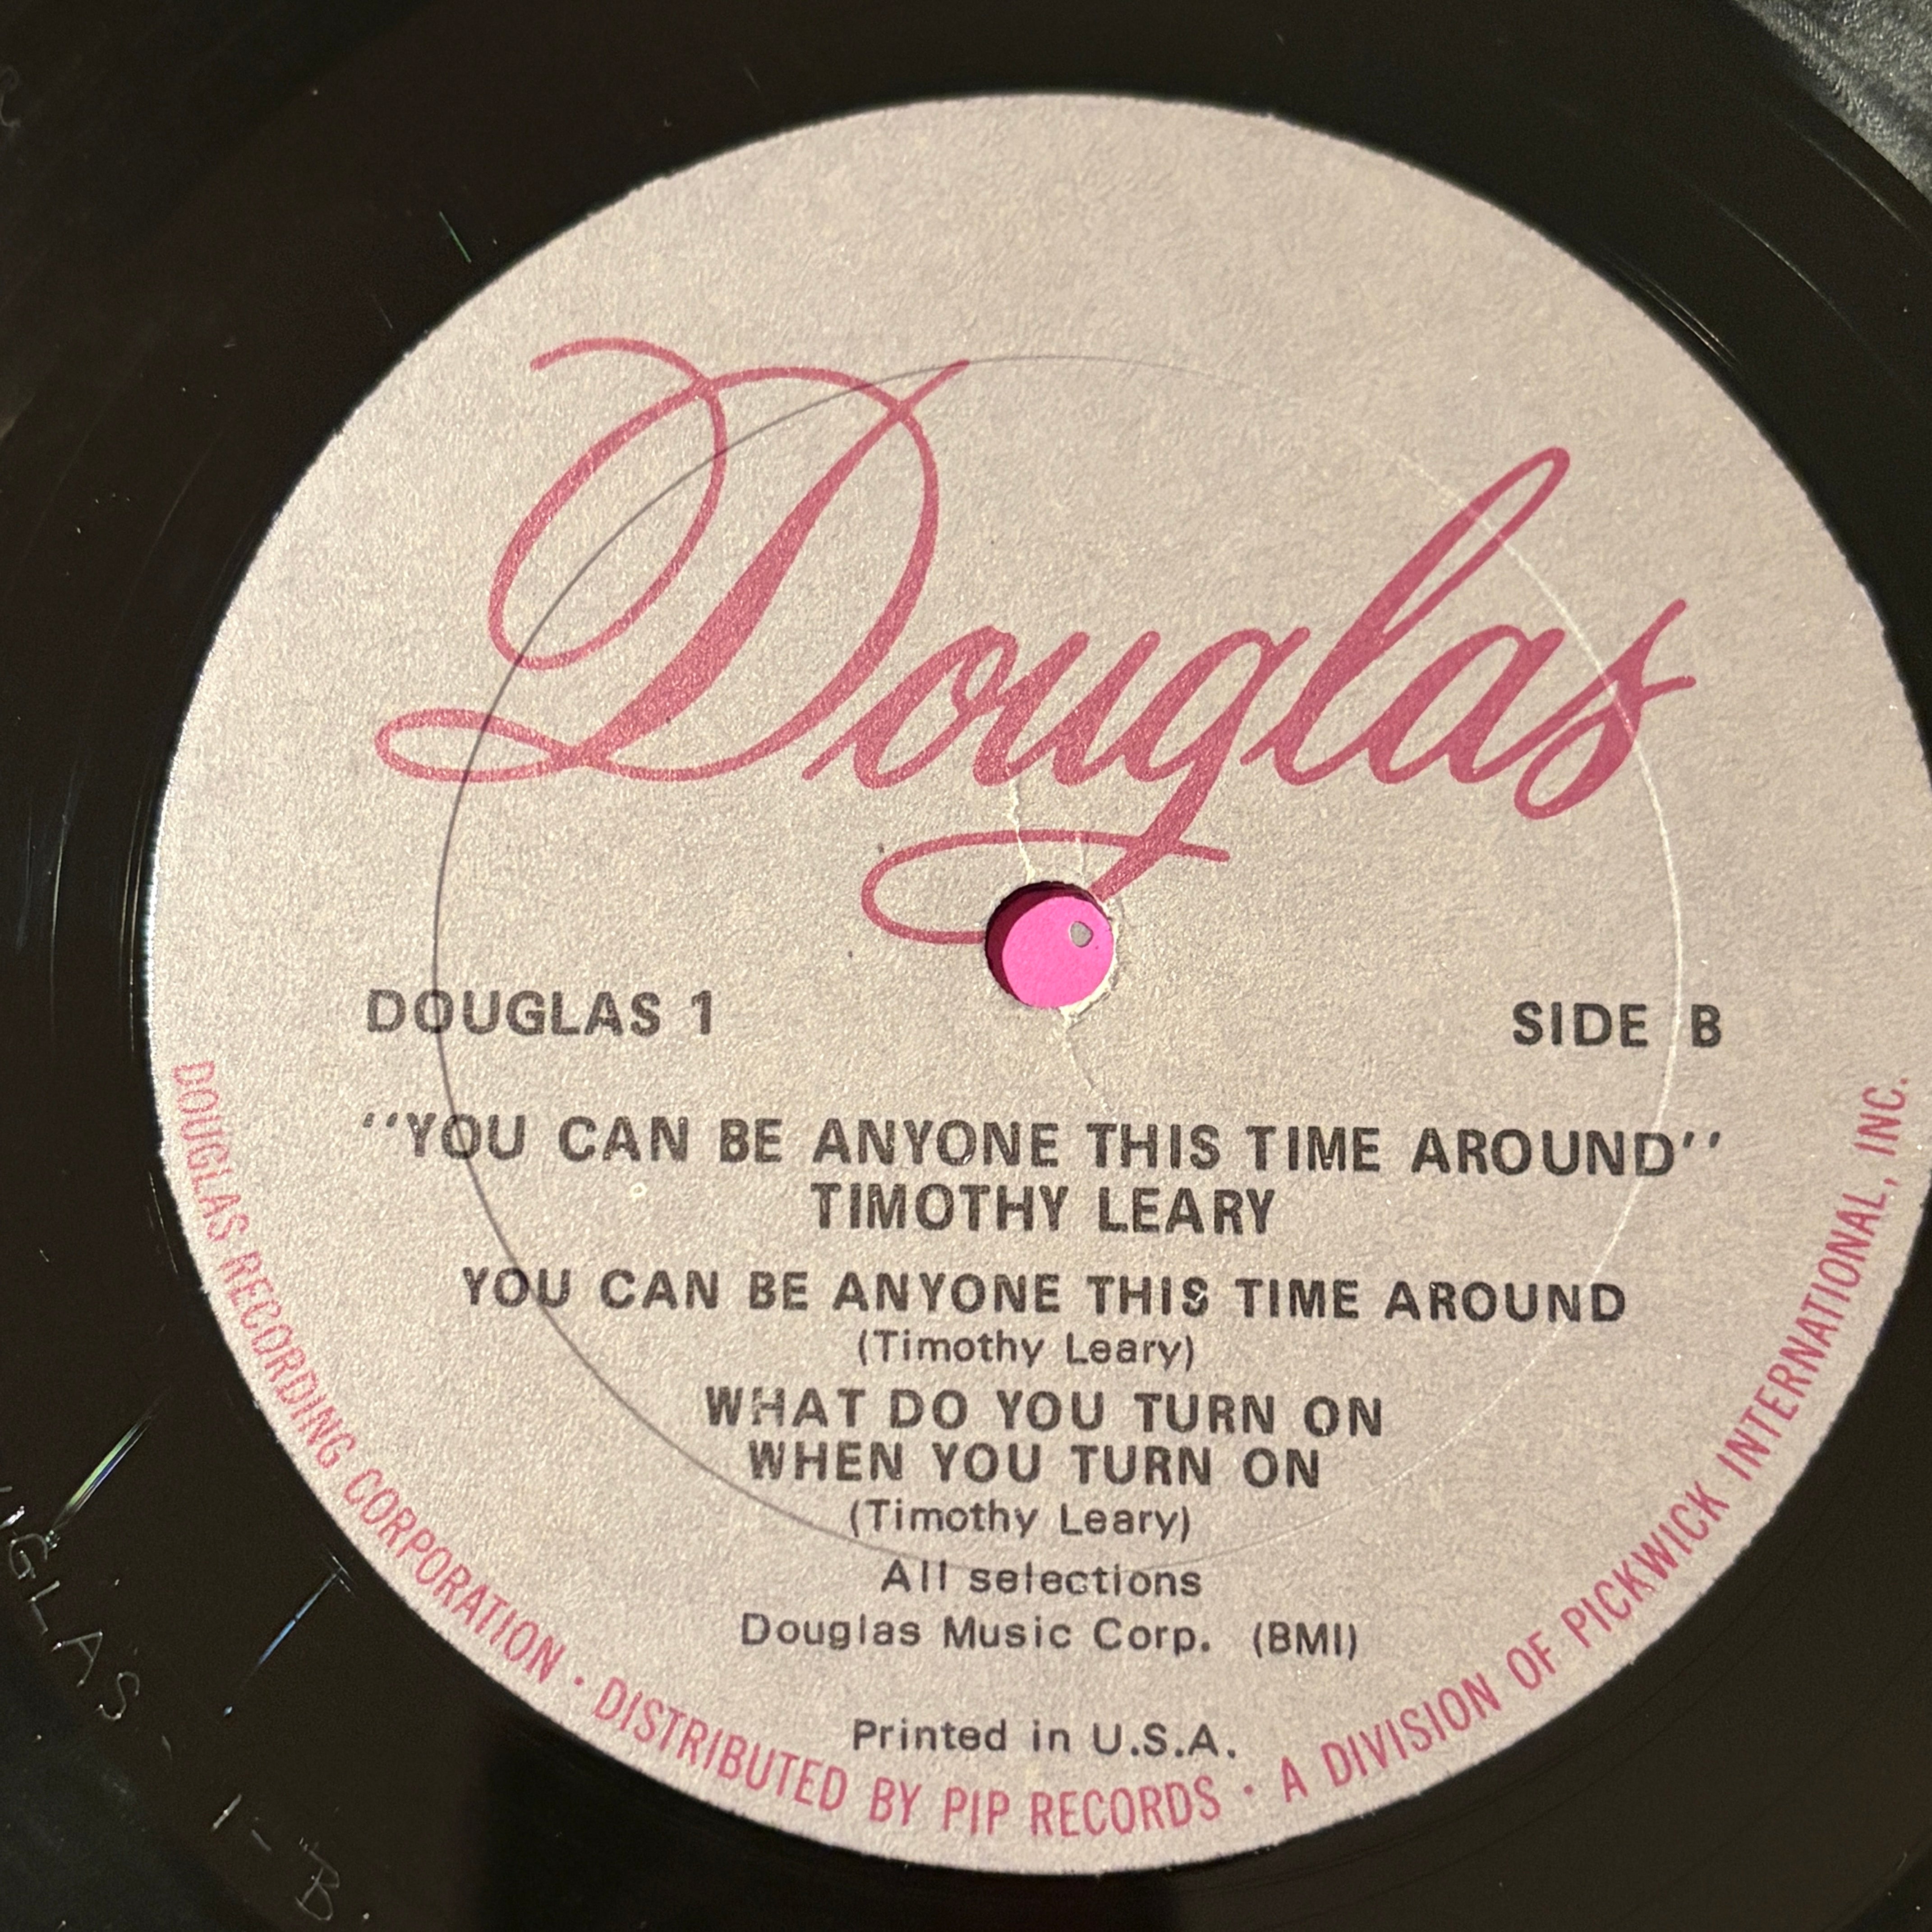 Douglas
DOUGLAS 1
SIDE B
''YOU CAN BE ANYONE THIS TIME AROUND''
TIMOTHY LEARY
YOU CAN BE ANYONE THIS TIME AROUND
(Timothy Leary)
WHAT DO YOU TURN ON
WHEN YOU TURN ON
(Timothy Leary)
All selections
Douglas Music Corp. (BMI)
Printed in U.S.A.
DOUGLAS RECORDING CORPORATION · DISTRIBUTED BY PIP RECORDS · A DIVISION OF PICKWICK INTERNATIONAL, INC.
UGLAS - 1-B.